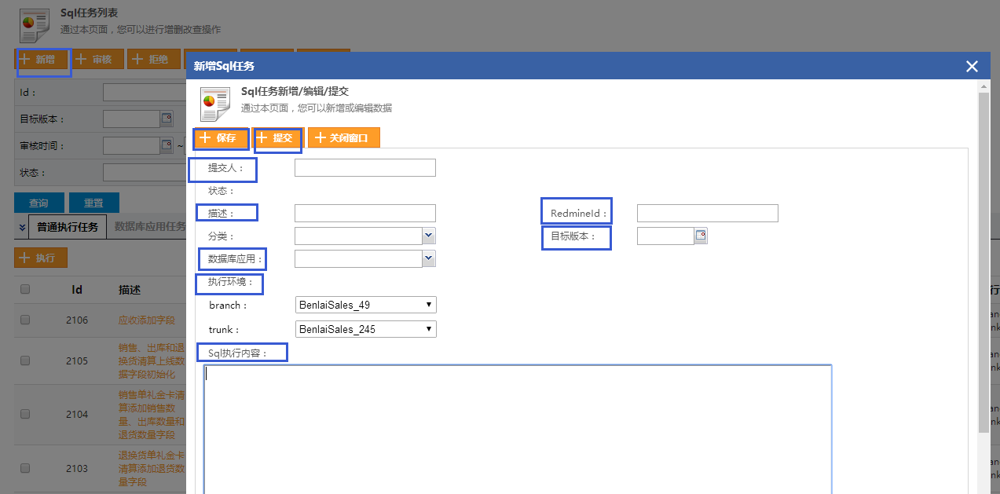 Sql任务列表
通过本页面，您可以进行增删改查操作
新增
审核
拒绝
Id：
目标版本：
审核时间：
~
状态：
查询
重置
普通执行任务
数据库应用任务
执行
Id
描述
2106
应收添加字段
2105
销售、出库和退
换货清算上线数
据字段初始化
2104
销售单礼金卡清
算添加销售数
量、出库数量和
退货数量字段
2103
退换货单礼金卡
清算添加退货数
量字段
新增Sql任务
Sql任务新增/编辑/提交
通过本页面，您可以新增或编辑数据
保存
提交
关闭窗口
提交人：
状态：
描述：
RedmineId：
分类：
目标版本：
数据库应用：
执行环境：
branch：
BenlaiSales_49
trunk：
BenlaiSales_245
Sql执行内容：